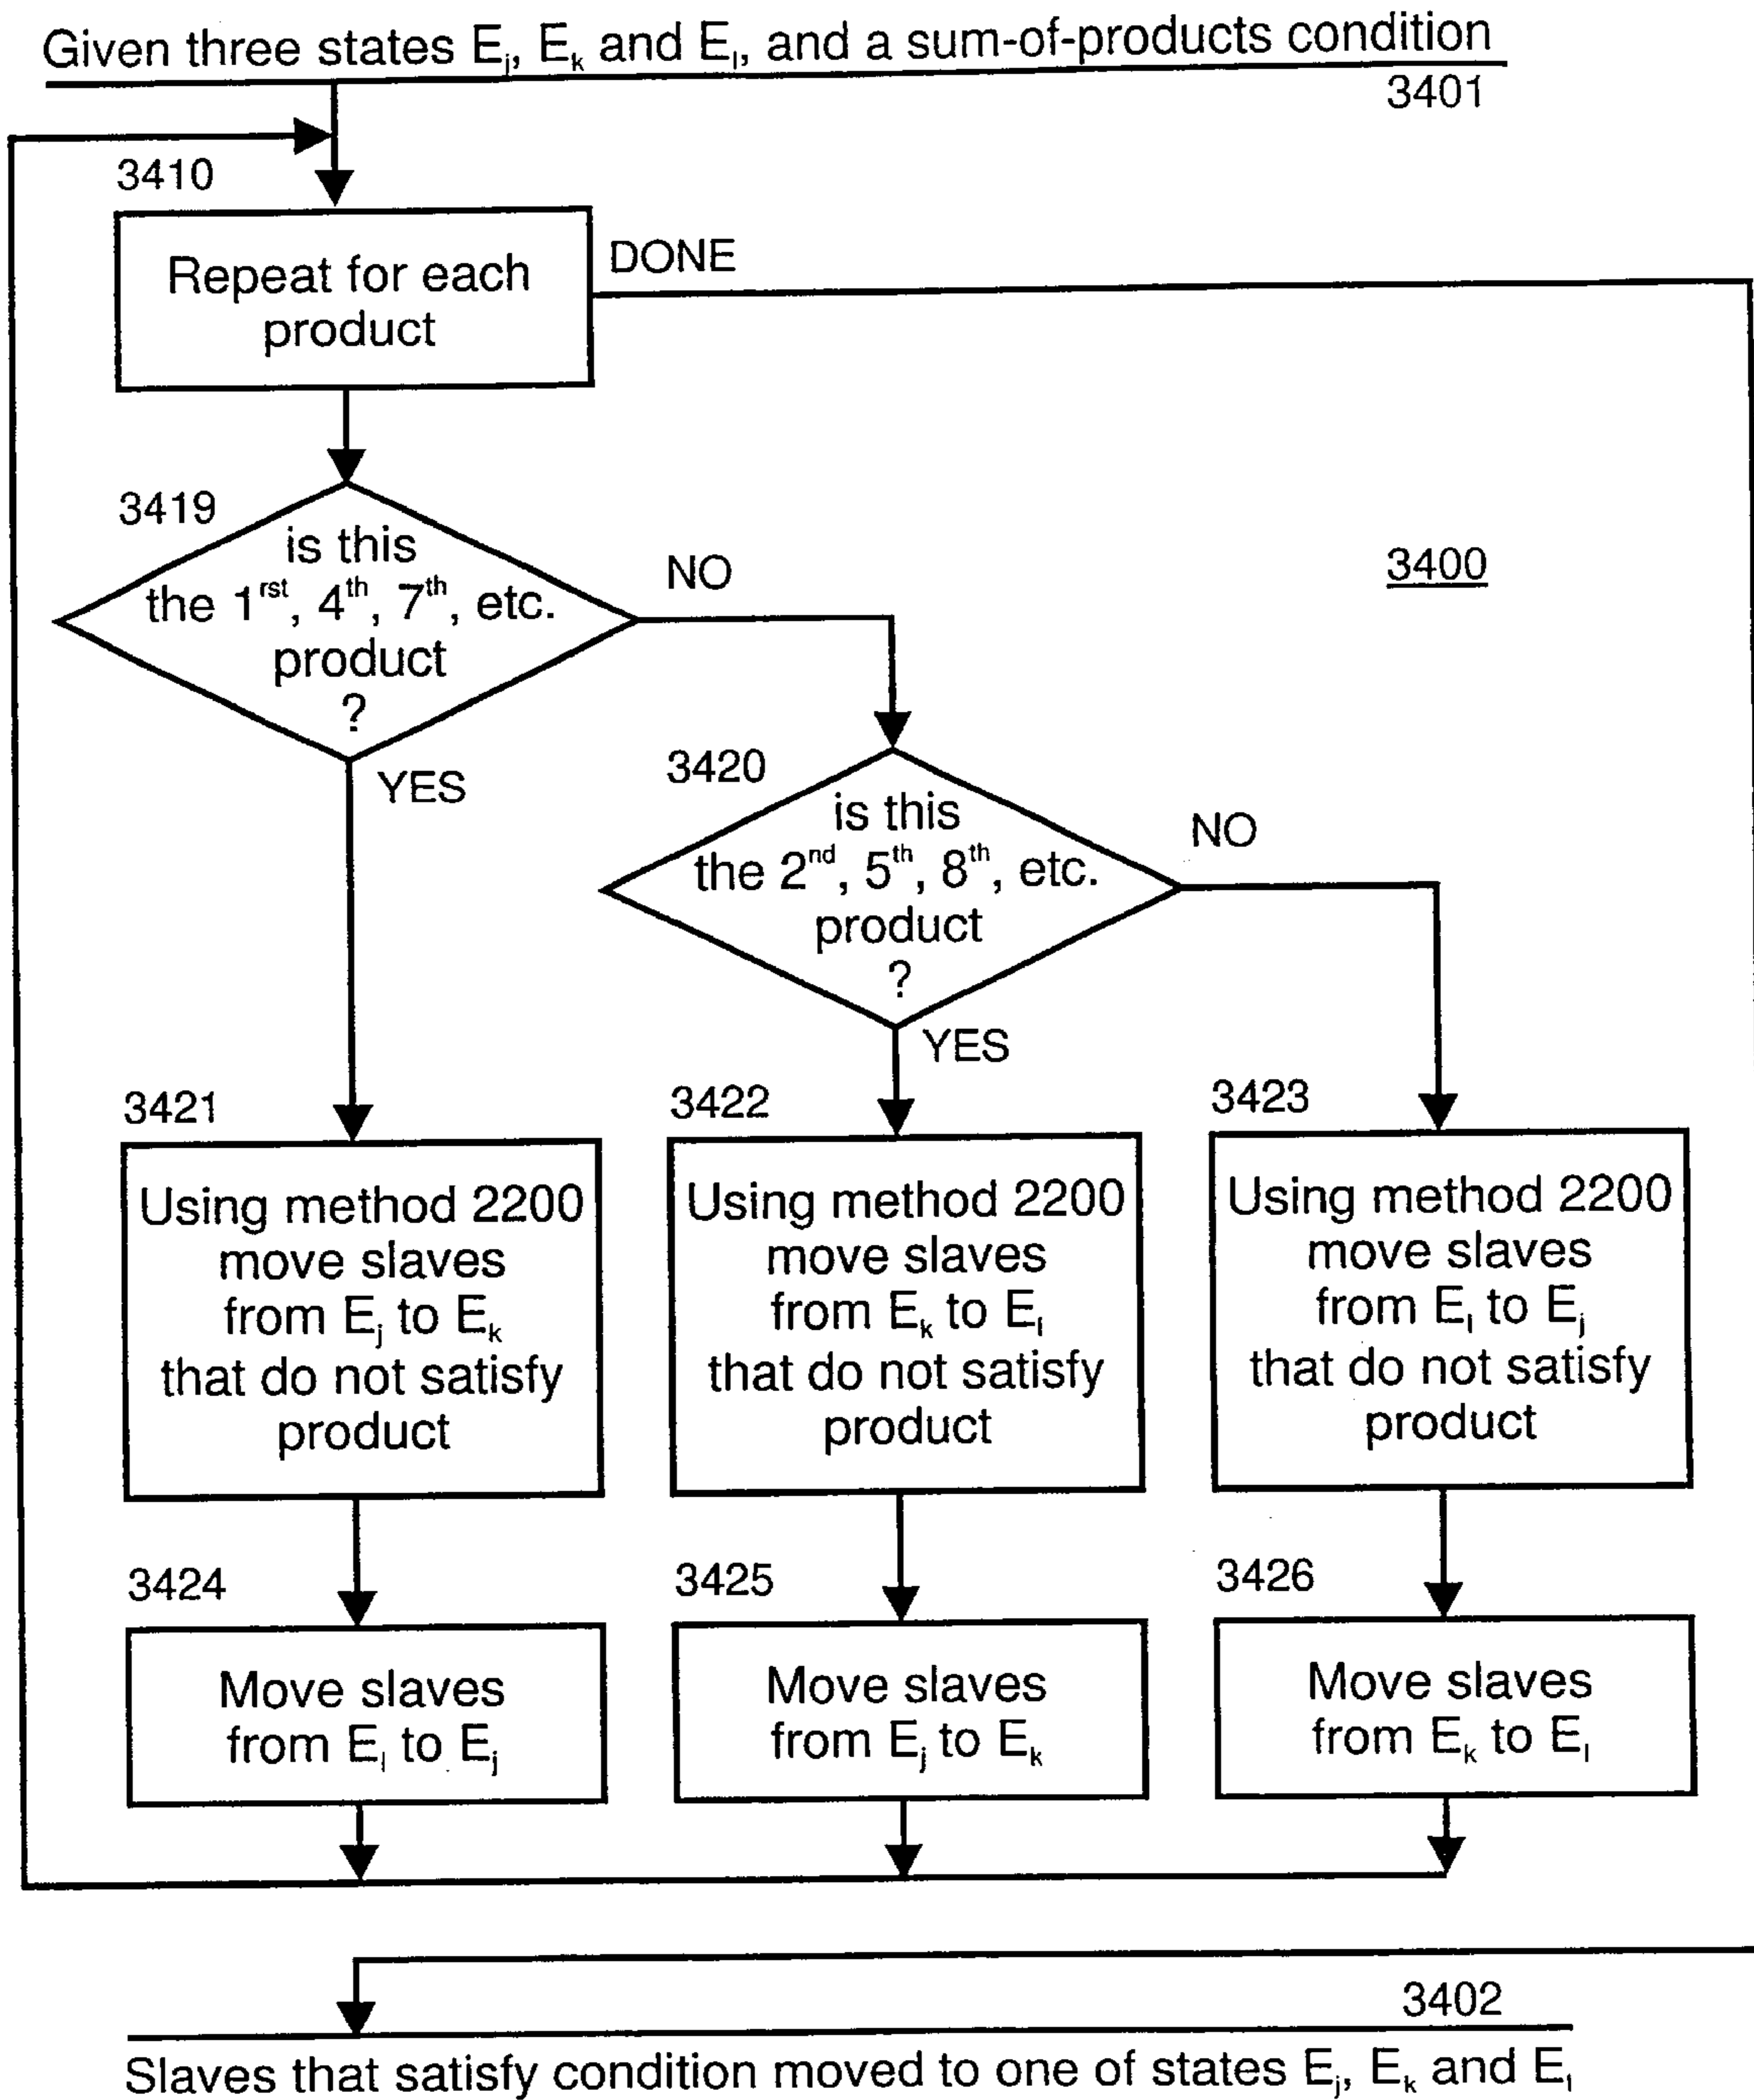 Given three states Ej, Ek and El, and a sum-of-products condition
3401
3410
Repeat for each
product
DONE
3419
is this
the 1rst, 4th, 7th, etc.
product
?
NO
YES
3400
3420
is this
the 2nd, 5th, 8th, etc.
product
?
NO
YES
3421
Using method 2200
move slaves
from Ej to Ek
that do not satisfy
product
3422
Using method 2200
move slaves
from Ek to El
that do not satisfy
product
3423
Using method 2200
move slaves
from El to Ej
that do not satisfy
product
3424
Move slaves
from El to Ej
3425
Move slaves
from Ej to Ek
3426
Move slaves
from Ek to El
3402
Slaves that satisfy condition moved to one of states Ej, Ek and El